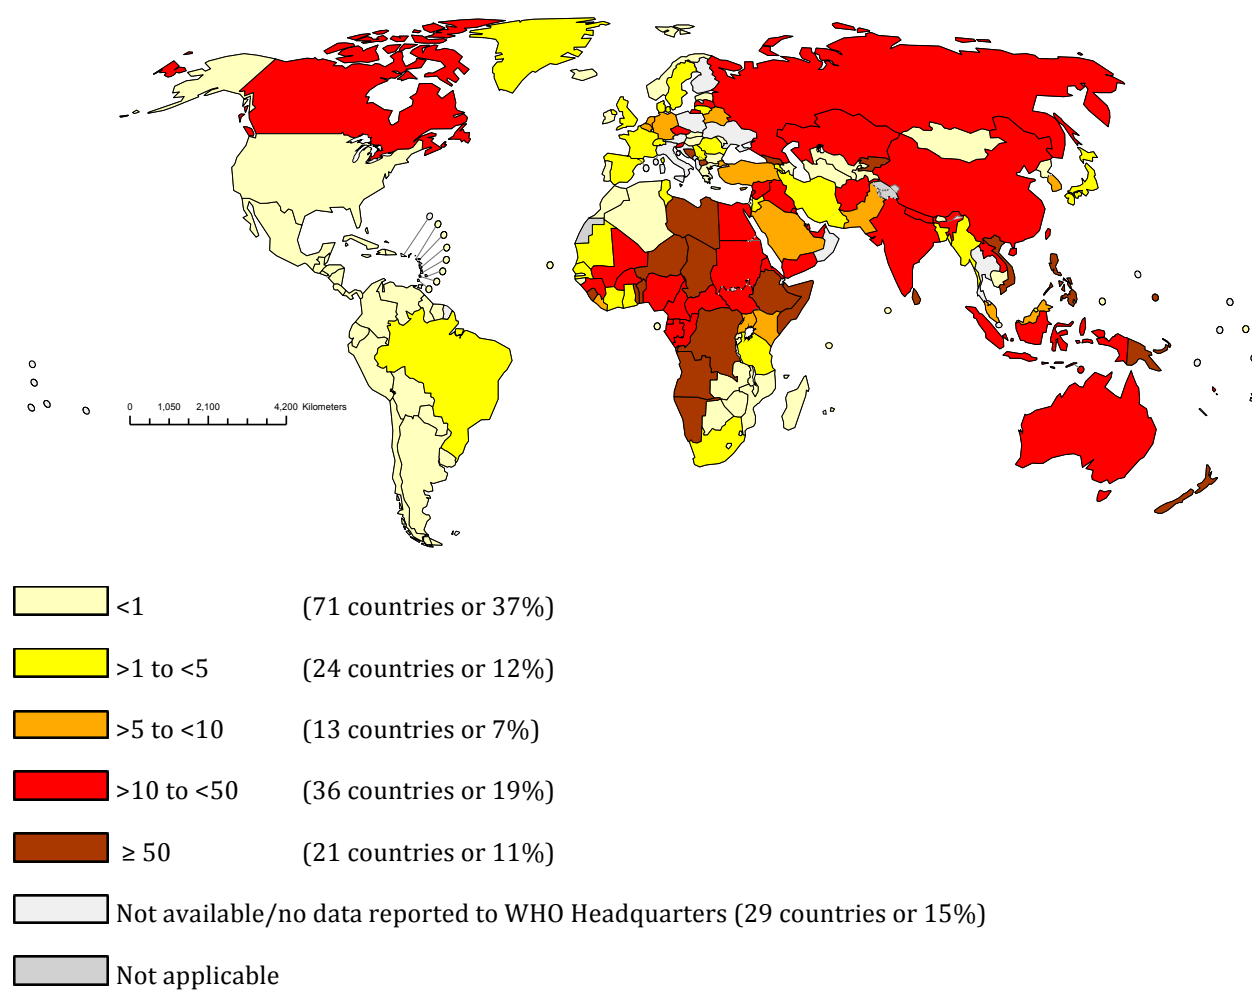 0 1,050 2,100 4,200 Kilometers
<1 (71 countries or 37%)
>1 to <5 (24 countries or 12%)
>5 to <10 (13 countries or 7%)
>10 to <50 (36 countries or 19%)
≥ 50 (21 countries or 11%)
Not available/no data reported to WHO Headquarters (29 countries or 15%)
Not applicable